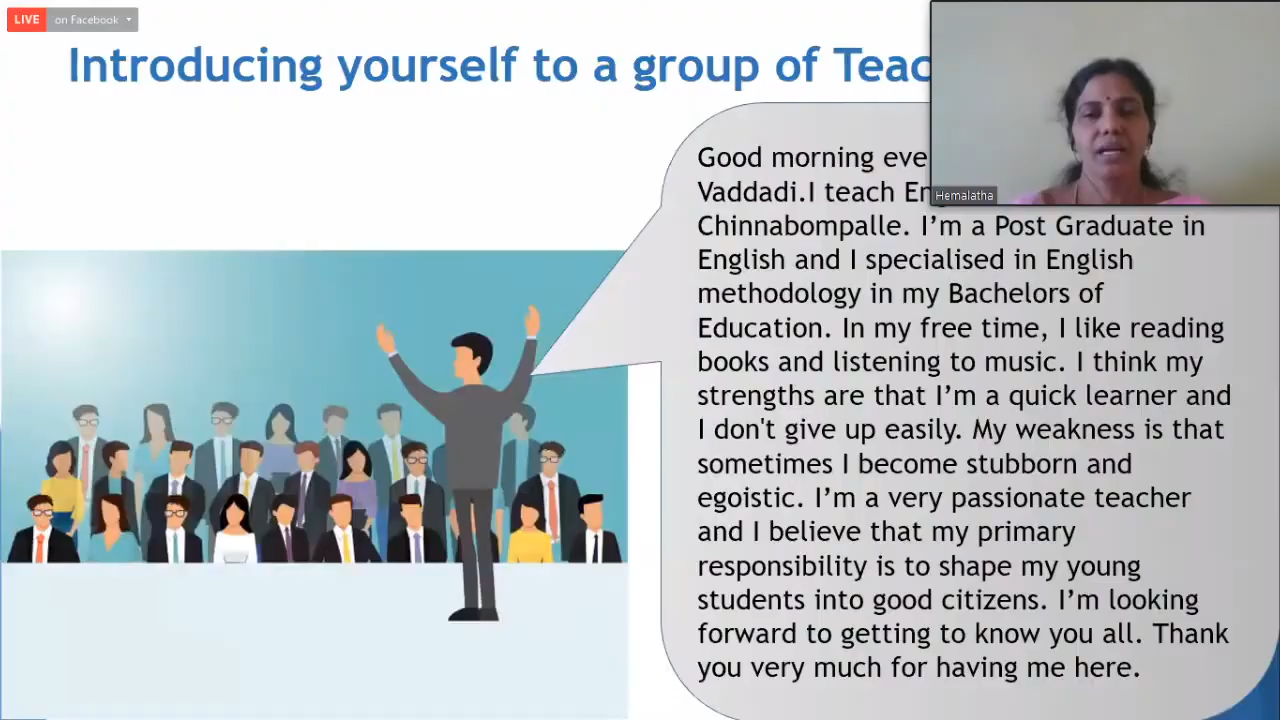 LIVE on Facebook
Introducing yourself to a group of
Hemalatha
Good morning
Vaddadi.I teach
Chinnabompalle. I’m a Post Graduate in
English and I specialised in English
methodology in my Bachelors of
Education. In my free time, I like reading
books and listening to music. I think my
strengths are that I’m a quick learner and
I don't give up easily. My weakness is that
sometimes I become stubborn and
egoistic. I’m a very passionate teacher
and I believe that my primary
responsibility is to shape my young
students into good citizens. I’m looking
forward to getting to know you all. Thank
you very much for having me here.